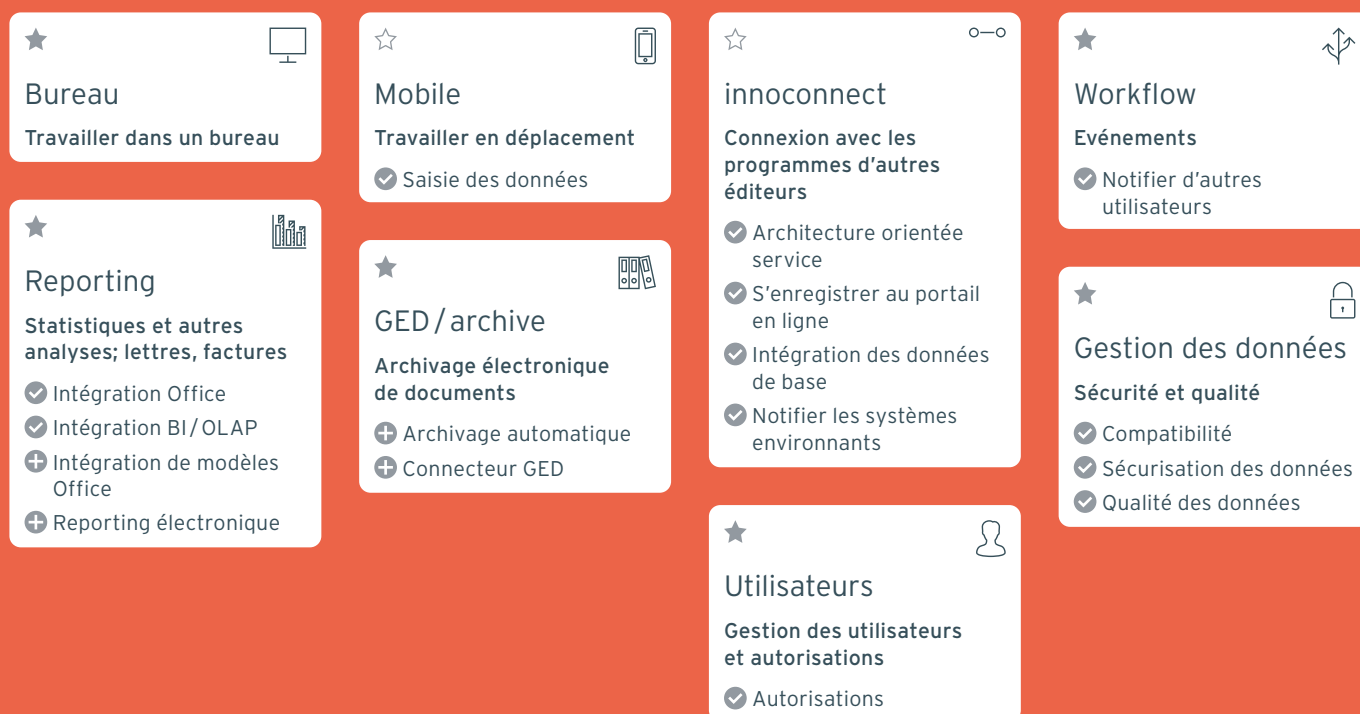 Bureau
Travailler dans un bureau
Reporting
Statistiques et autres
analyses; lettres, factures
Intégration Office
Intégration BI/OLAP
Intégration de modèles
Office
Reporting électronique
Mobile
Travailler en déplacement
Saisie des données
GED/archive
Archivage électronique
de documents
Archivage automatique
Connecteur GED
innoconnect
Connexion avec les
programmes d'autres
éditeurs
Architecture orientée
service
S'enregistrer au portail
en ligne
Intégration des données
de base
Notifier les systèmes
environnants
Utilisateurs
Gestion des utilisateurs
et autorisations
Autorisations
Workflow
Evénements
Notifier d'autres
utilisateurs
Gestion des données
Sécurité et qualité
Compatibilité
Sécurisation des données
Qualité des données